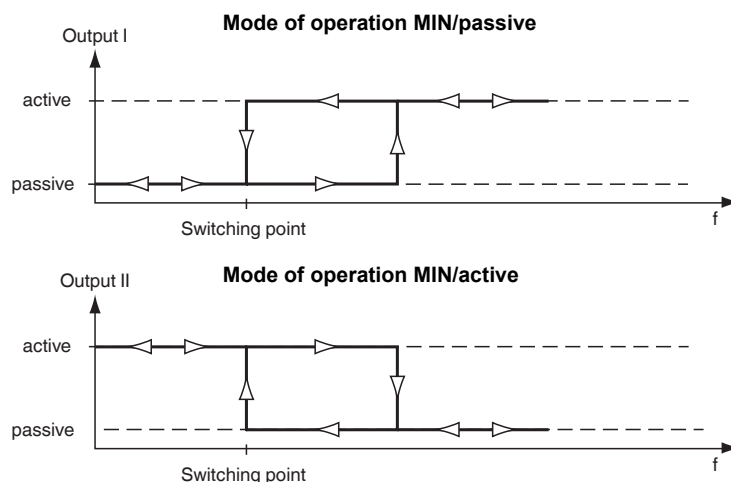 Mode of operation MIN/passive
Output I
active
passive
Switching point
f
Mode of operation MIN/active
Output II
active
passive
Switching point
f